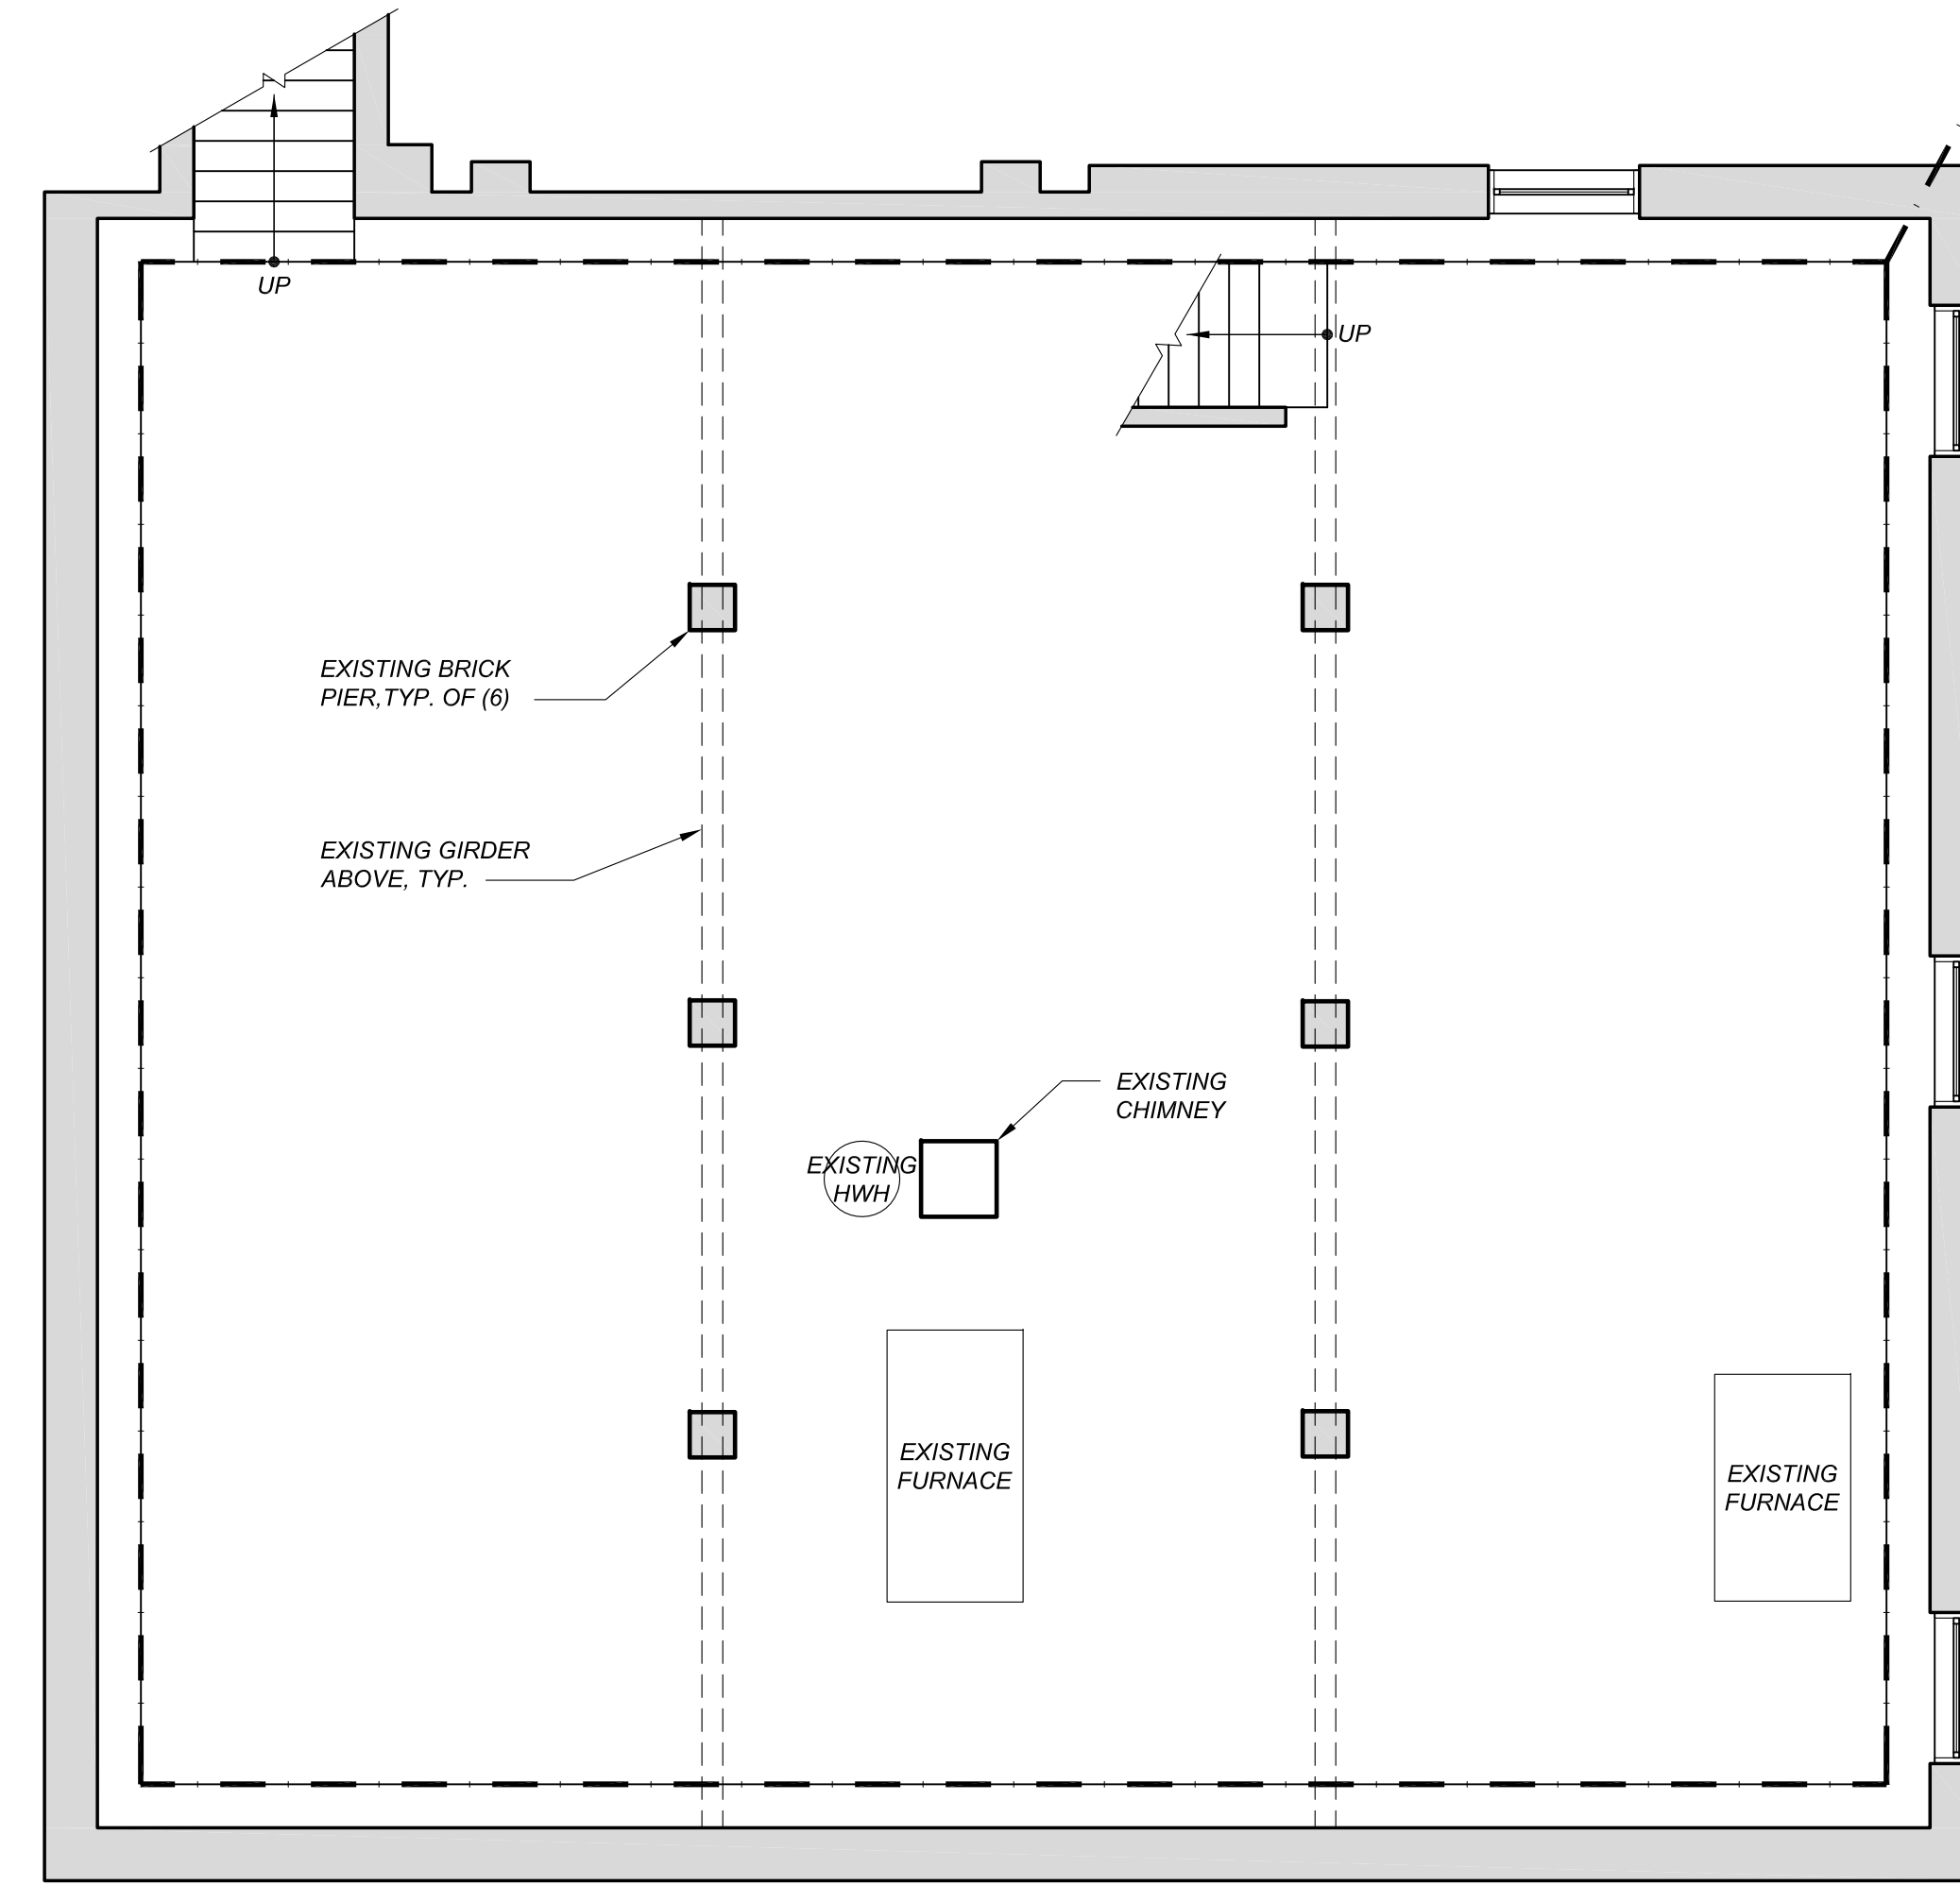 UP
UP
EXISTING BRICK
PIER,TYP. OF (6)
EXISTING GIRDER
ABOVE, TYP.
EXISTING
CHIMNEY
EXISTING
HWH
EXISTING
FURNACE
EXISTING
FURNACE